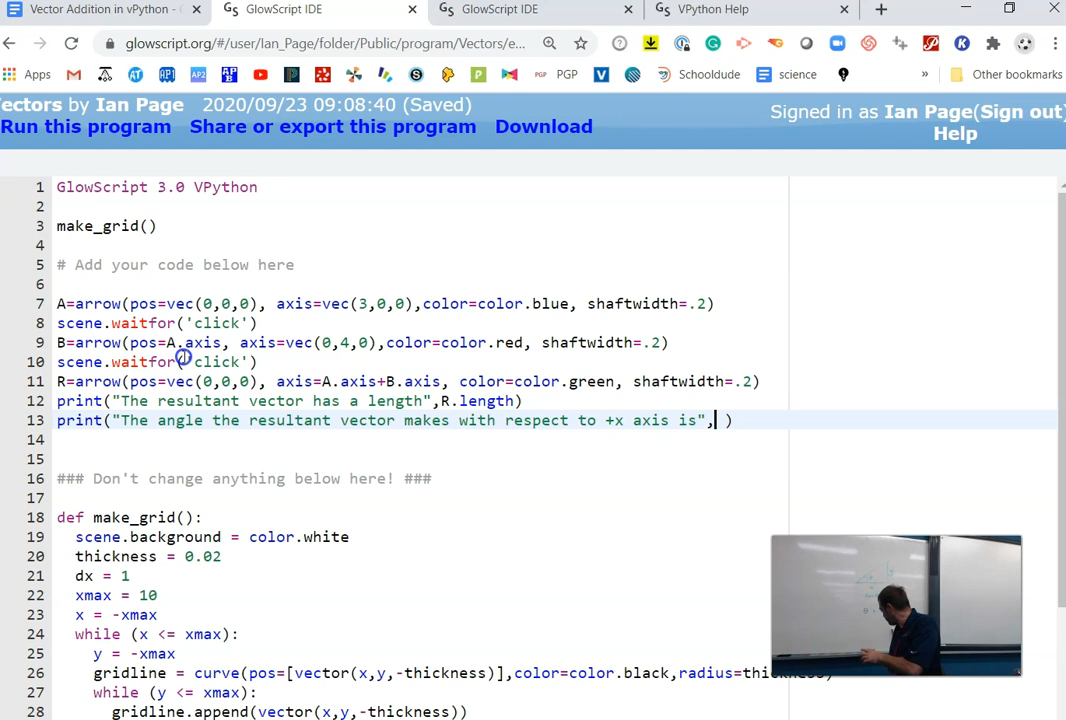 Vector Addition in vPython -
GlowScript IDE
GlowScript IDE
VPython Help
glowscript.org/#/user/Ian_Page/folder/Public/program/Vectors/e...
Apps
AP1
AP2
PGP PGP
Schooldude
science
»
Other bookmarks
ectors by Ian Page 2020/09/23 09:08:40 (Saved)
Signed in as Ian Page(Sign out)
Run this program Share or export this program Download
Help
1 GlowScript 3.0 VPython
2
3 make_grid()
4
5 # Add your code below here
6
7 A=arrow(pos=vec(0,0,0), axis=vec(3,0,0),color=color.blue, shaftwidth=.2)
8 scene.waitfor('click')
9 B=arrow(pos=A.axis, axis=vec(0,4,0),color=color.red, shaftwidth=.2)
10 scene.waitfor('click')
11 R=arrow(pos=vec(0,0,0), axis=A.axis+B.axis, color=color.green, shaftwidth=.2)
12 print("The resultant vector has a length",R.length)
13 print("The angle the resultant vector makes with respect to +x axis is", )
14
15
16 ### Don't change anything below here! ###
17
18 def make_grid():
19 scene.background = color.white
20 thickness = 0.02
21 dx = 1
22 xmax = 10
23 x = -xmax
24 while (x <= xmax):
25 y = -xmax
26 gridline = curve(pos=[vector(x,y,-thickness)],color=color.black,radius=thickness)
27 while (y <= xmax):
28 gridline.append(vector(x,y,-thickness))